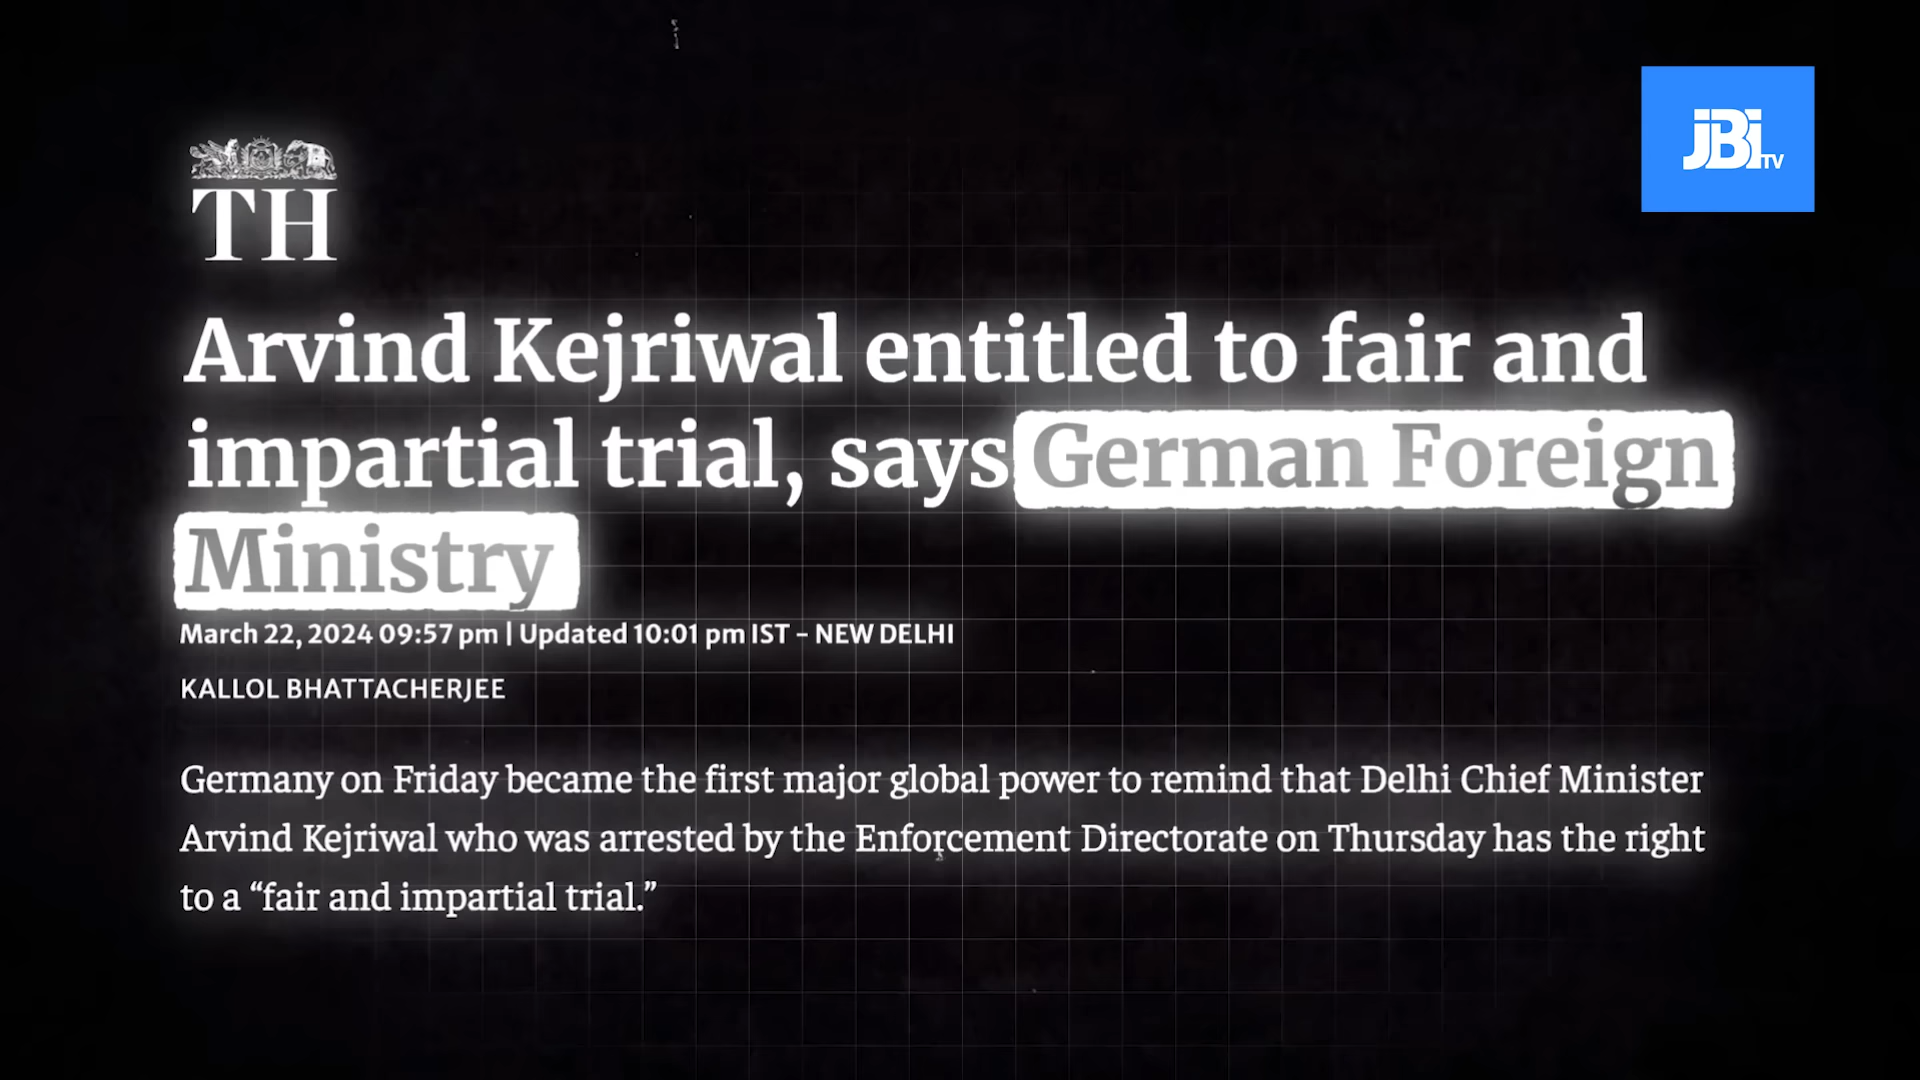 JBi TV
TH
Arvind Kejriwal entitled to fair and
impartial trial, says German Foreign
Ministry
March 22, 2024 09:57 pm | Updated 10:01 pm IST - NEW DELHI
KALLOL BHATTACHERJEE
Germany on Friday became the first major global power to remind that Delhi Chief Minister
Arvind Kejriwal who was arrested by the Enforcement Directorate on Thursday has the right
to a “fair and impartial trial.”